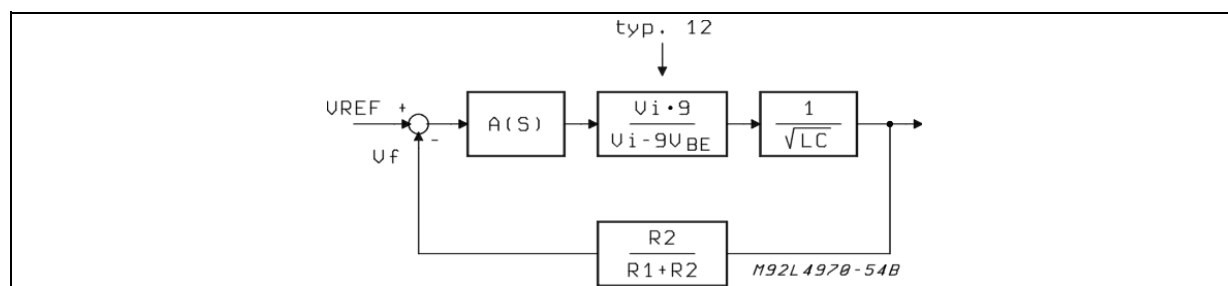 typ. 12
VREF +
-
Vf
A(S)
Vi•9
Vi-9VBE
1
√LC
R2
R1+R2
M92L4970-54B